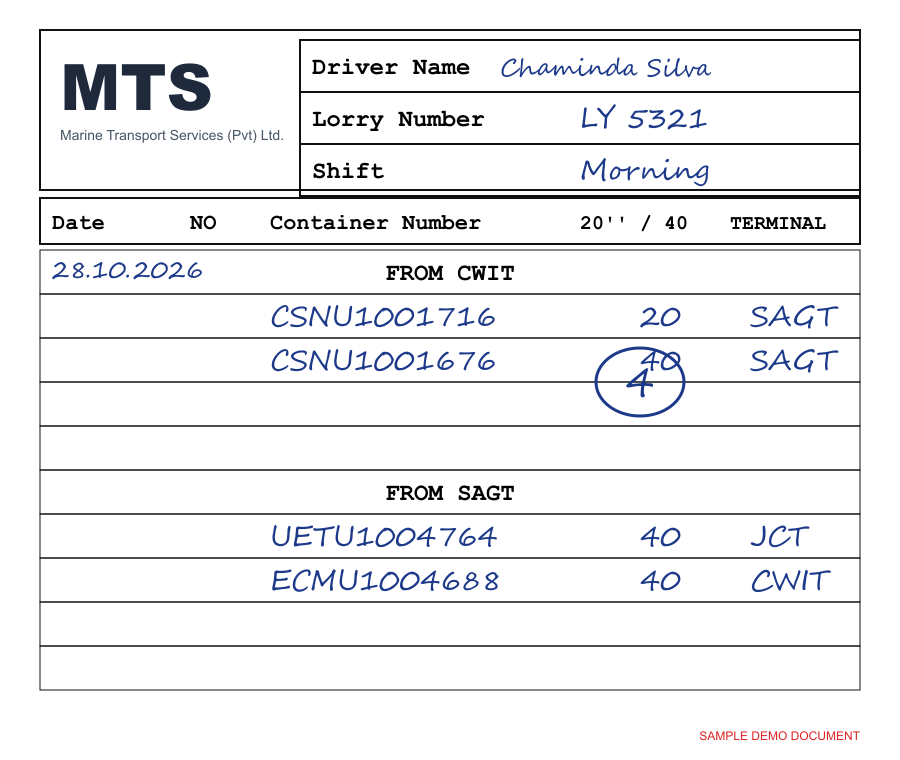 MTS
Marine Transport Services (Pvt) Ltd.
Driver Name Chaminda Silva
Lorry Number LY 5321
Shift Morning
Date NO Container Number 20'' / 40 TERMINAL
28.10.2026 FROM CWIT
CSNU1001716 20 SAGT
CSNU1001676 40 SAGT
4
FROM SAGT
UETU1004764 40 JCT
ECMU1004688 40 CWIT
SAMPLE DEMO DOCUMENT